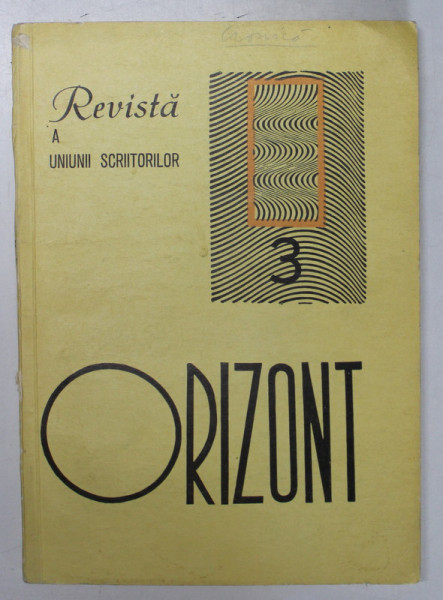 Revistă
A
UNIUNII SCRIITORILOR
3
ORIZONT